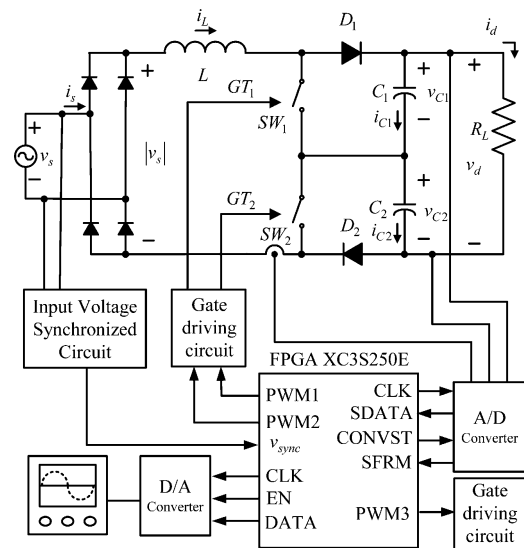 i_L
D_1
i_d
L
GT_1
SW_1
C_1
v_C1
i_C1
R_L
i_s
v_s
|v_s|
v_d
GT_2
SW_2
C_2
v_C2
i_C2
D_2
+
−
+
−
+
−
+
−
+
−
Input Voltage
Synchronized
Circuit
Gate
driving
circuit
FPGA XC3S250E
PWM1
PWM2
v_sync
CLK
EN
DATA
CLK
SDATA
CONVST
SFRM
PWM3
A/D
Converter
D/A
Converter
Gate
driving
circuit